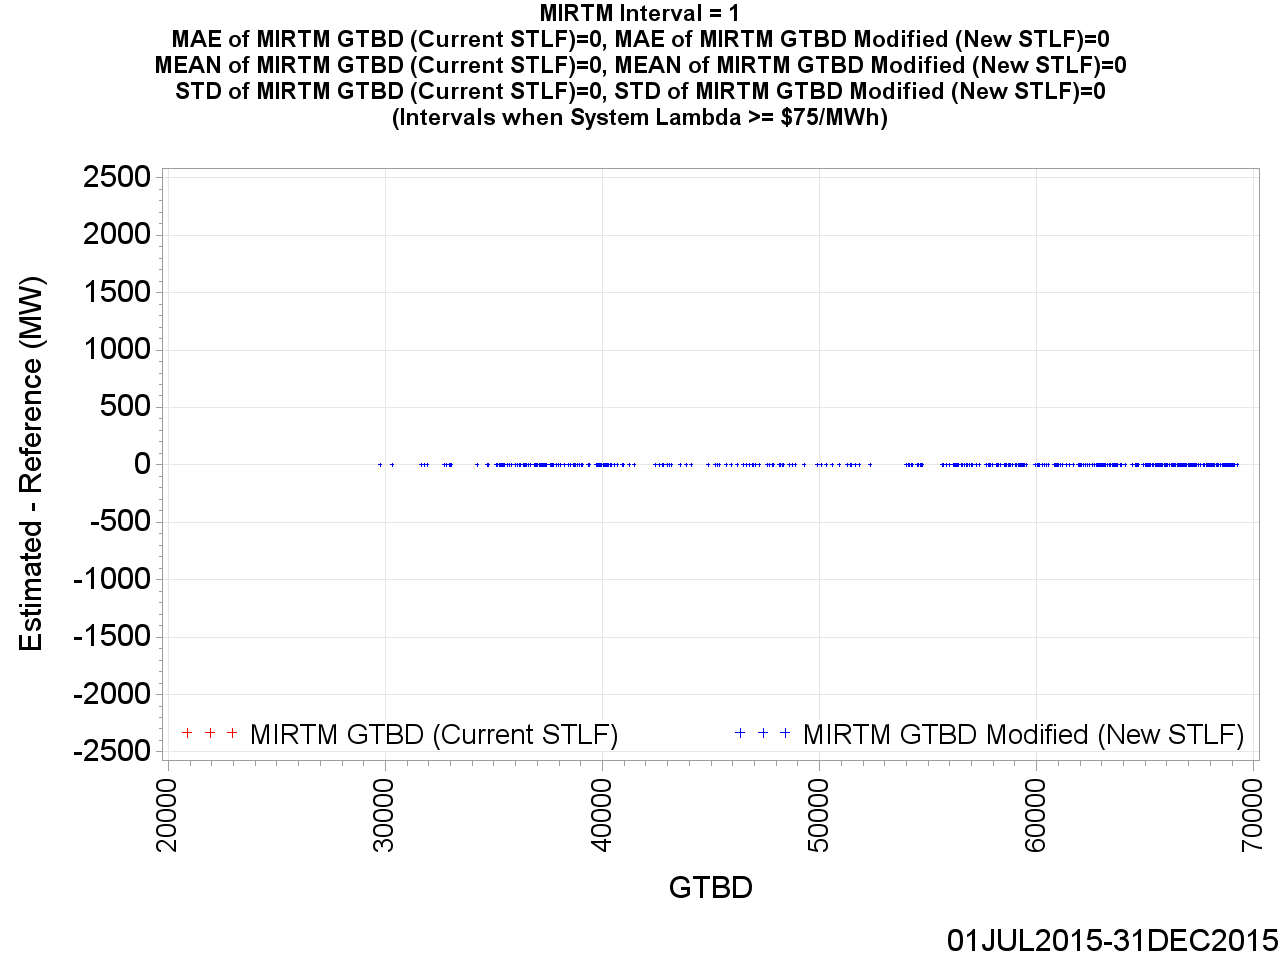 MIRTM Interval = 1
MAE of MIRTM GTBD (Current STLF)=0, MAE of MIRTM GTBD Modified (New STLF)=0
MEAN of MIRTM GTBD (Current STLF)=0, MEAN of MIRTM GTBD Modified (New STLF)=0
STD of MIRTM GTBD (Current STLF)=0, STD of MIRTM GTBD Modified (New STLF)=0
(Intervals when System Lambda >= $75/MWh)
Estimated - Reference (MW)
2500
2000
1500
1000
500
0
-500
-1000
-1500
-2000
-2500
MIRTM GTBD (Current STLF)
MIRTM GTBD Modified (New STLF)
20000
30000
40000
50000
60000
70000
GTBD
01JUL2015-31DEC2015